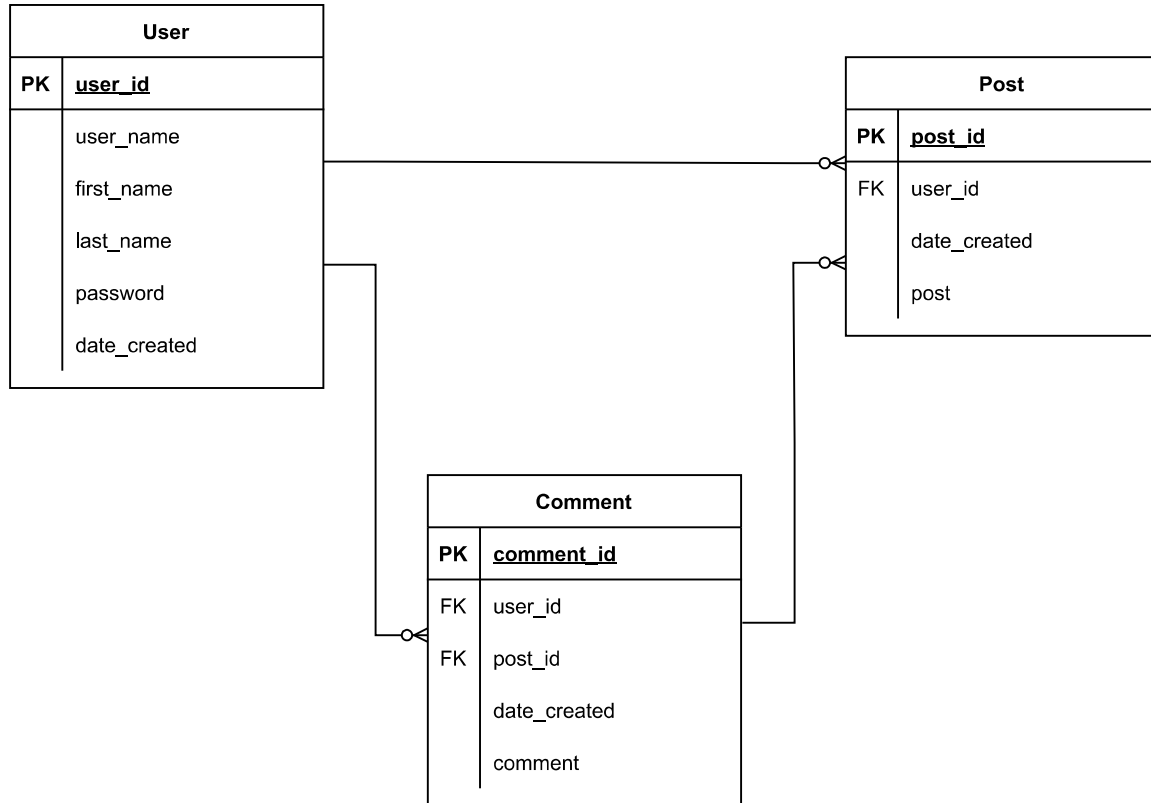 User
PK user_id
user_name
first_name
last_name
password
date_created
Post
PK post_id
FK user_id
date_created
post
Comment
PK comment_id
FK user_id
FK post_id
date_created
comment